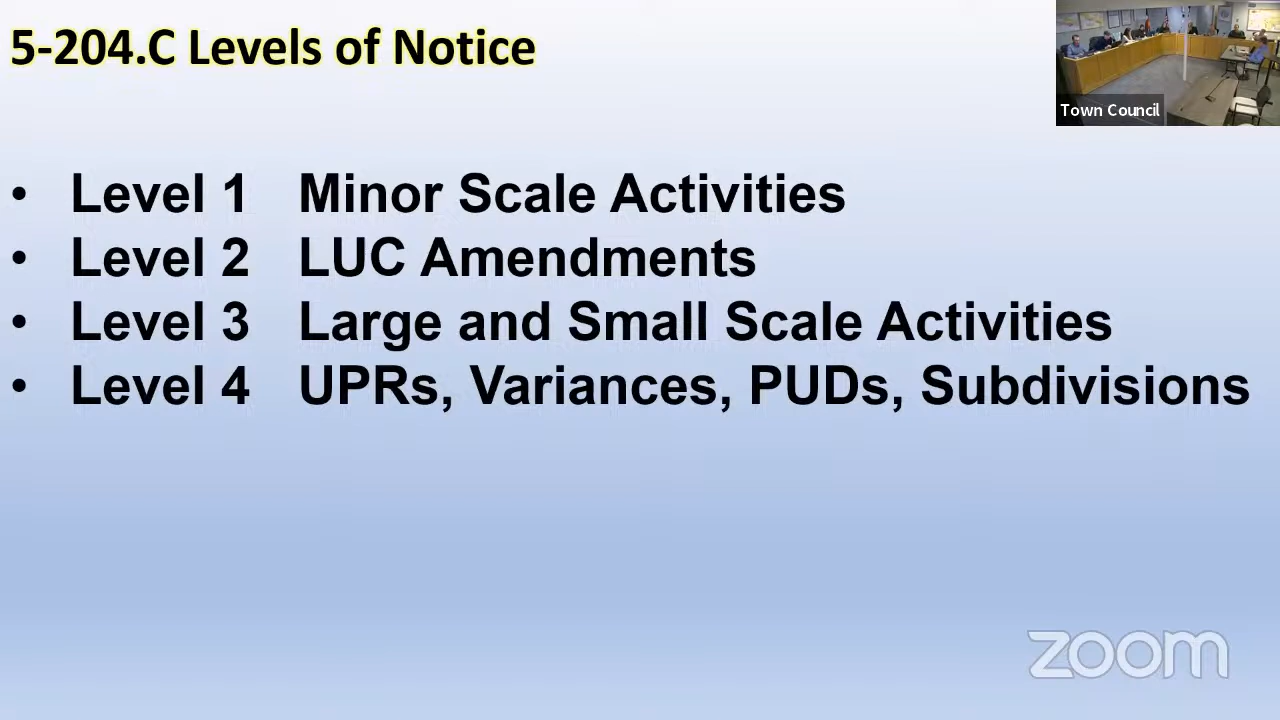 5-204.C Levels of Notice
Town Council
• Level 1 Minor Scale Activities
• Level 2 LUC Amendments
• Level 3 Large and Small Scale Activities
• Level 4 UPRs, Variances, PUDs, Subdivisions
zoom